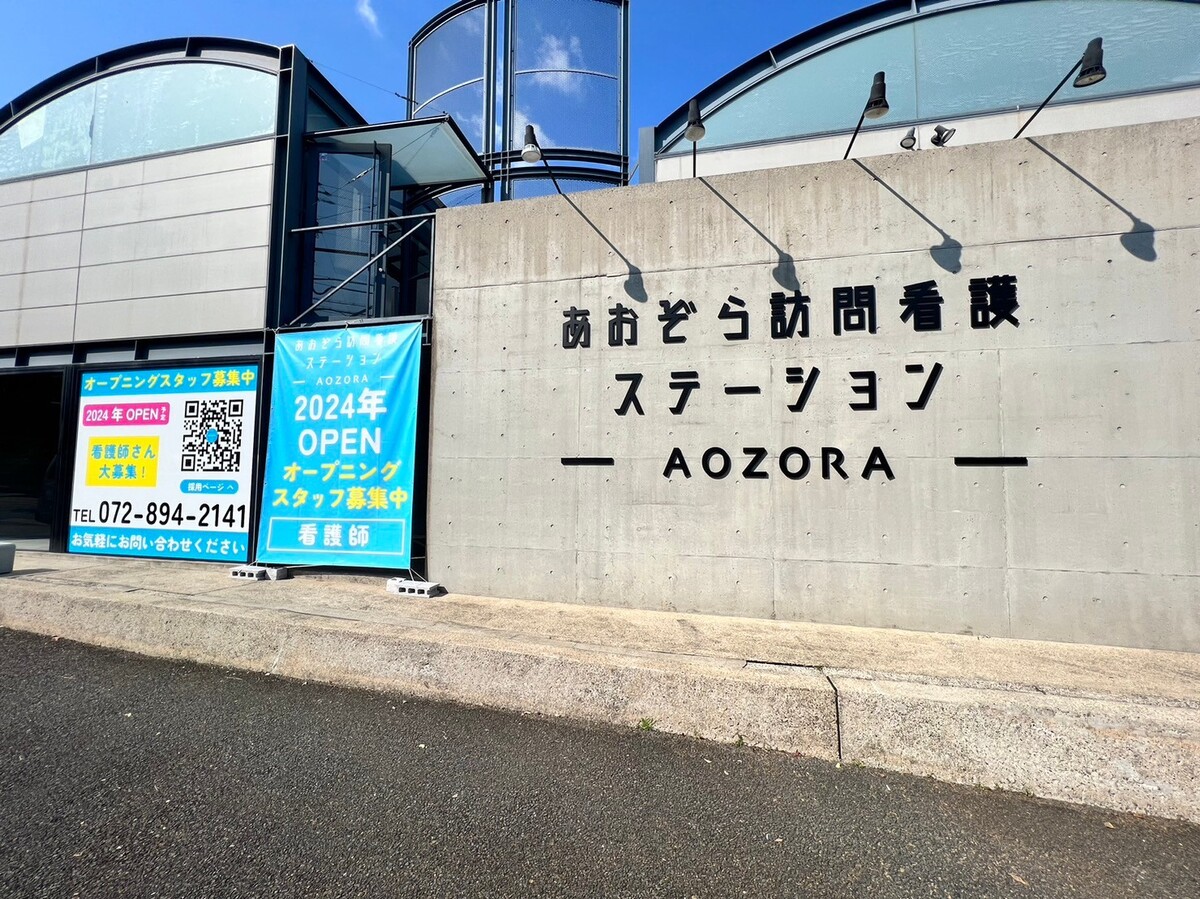 オープニングスタッフ募集中
2024年 OPEN 予定
看護師さん
大募集！
採用ページへ
TEL 072-894-2141
お気軽にお問い合わせください
あおぞら訪問看護
ステーション
AOZORA
2024年
OPEN
オープニング
スタッフ募集中
看護師
あおぞら訪問看護
ステーション
AOZORA